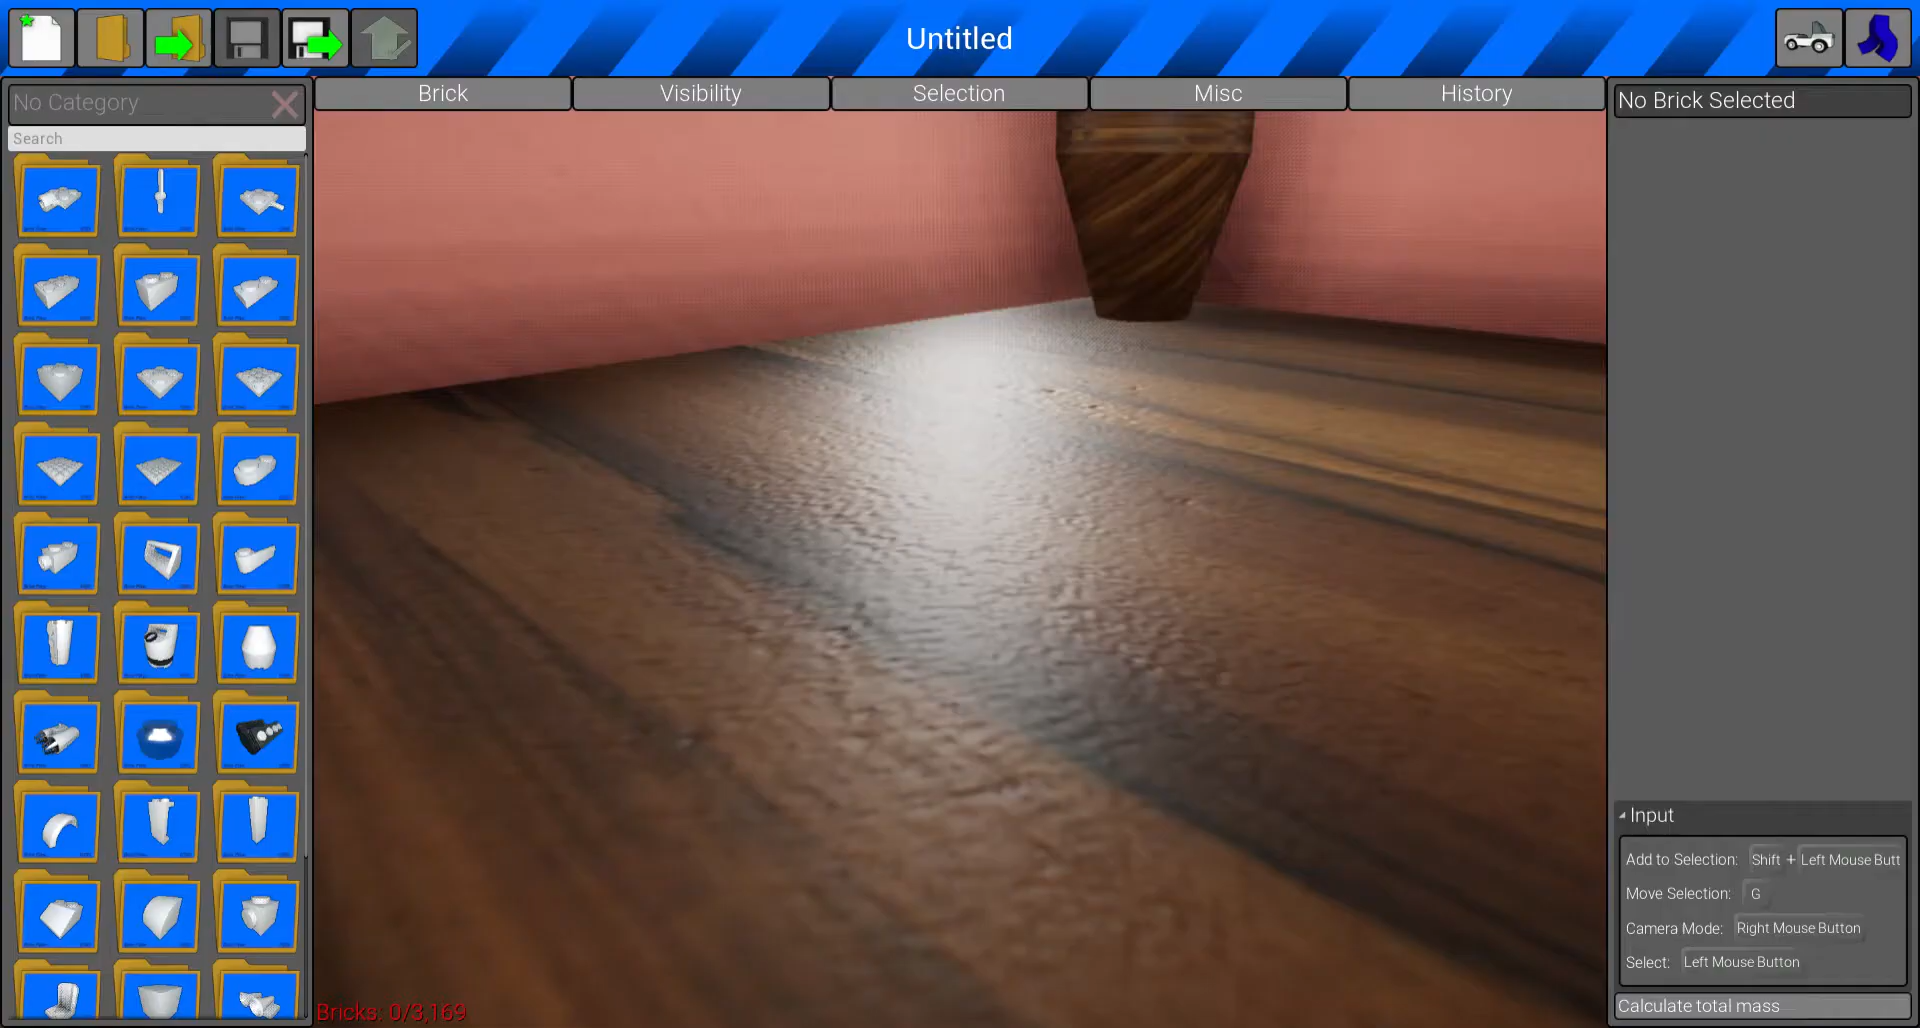 Untitled
No Category
Search
Brick
Visibility
Selection
Misc
History
No Brick Selected
Input
Add to Selection: Shift + Left Mouse Butt
Move Selection: G
Camera Mode: Right Mouse Button
Select: Left Mouse Button
Calculate total mass
Bricks: 0/3,169